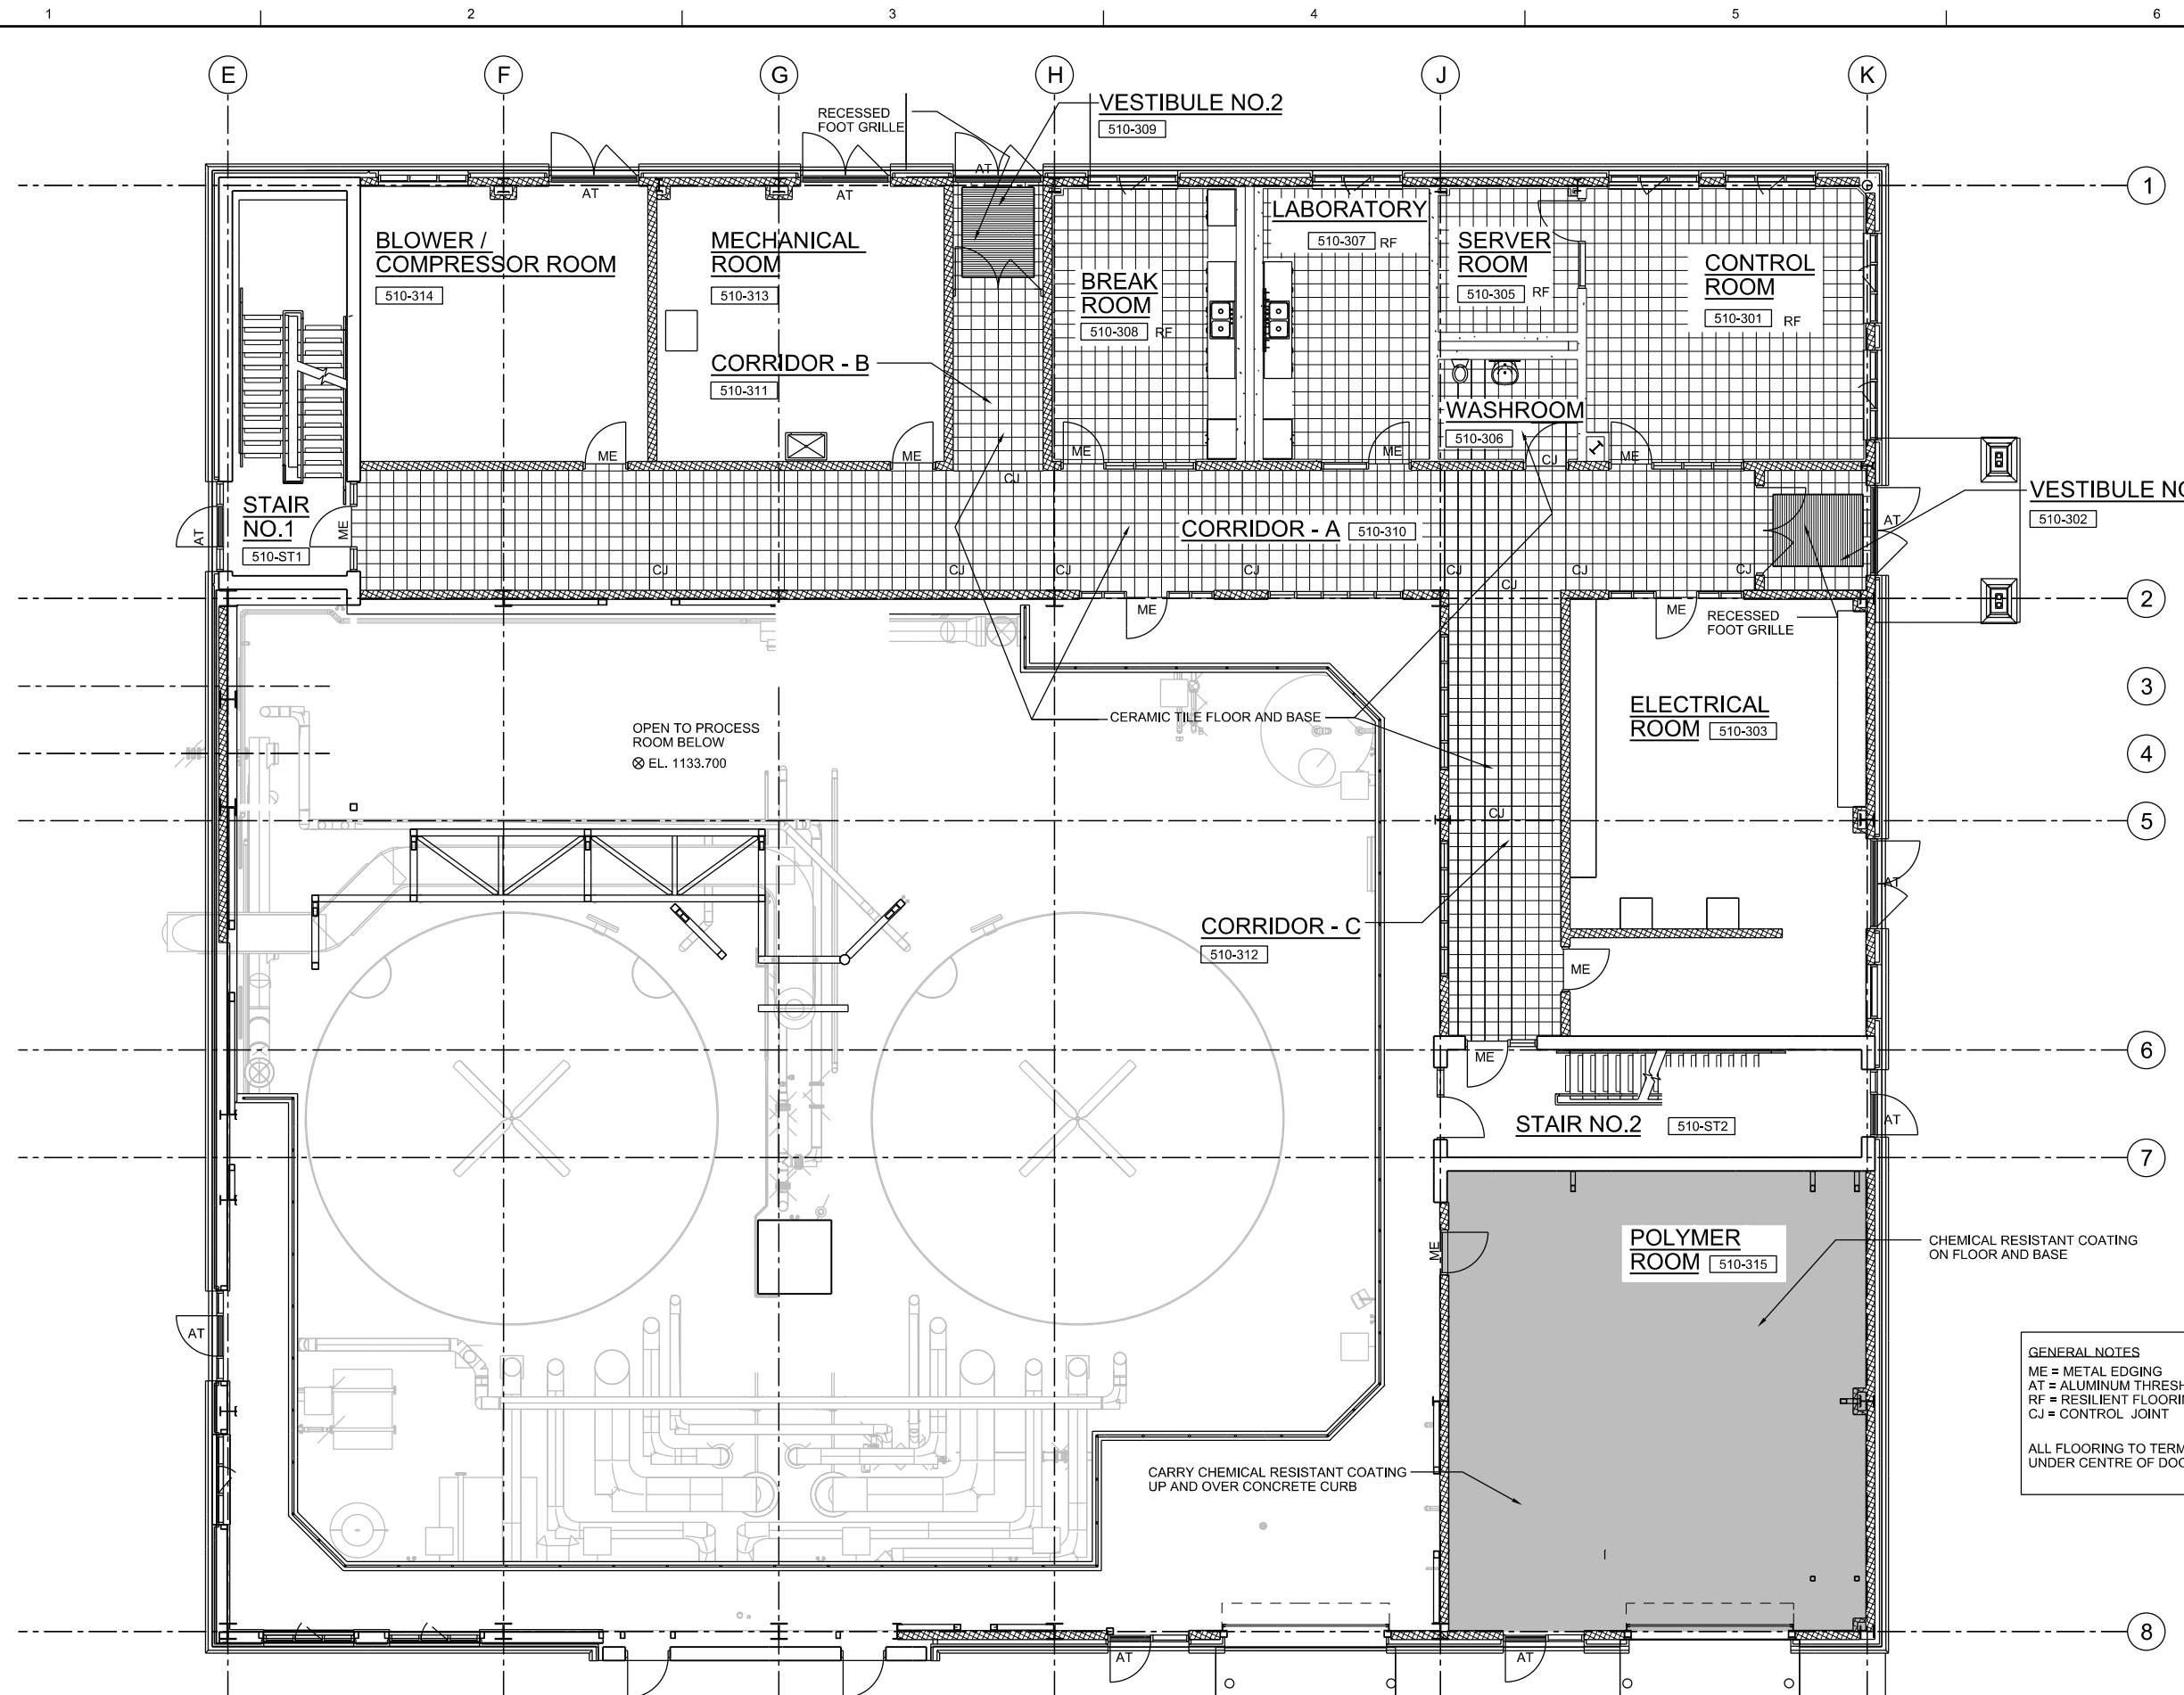 1 2 3 4 5 6
E F G H J K
RECESSED
FOOT GRILLE
VESTIBULE NO.2
510-309
AT
AT
AT
1
BLOWER /
COMPRESSOR ROOM
510-314
MECHANICAL
ROOM
510-313
CORRIDOR - B
510-311
BREAK
ROOM
510-308 RF
LABORATORY
510-307 RF
SERVER
ROOM
510-305 RF
CONTROL
ROOM
510-301 RF
WASHROOM
510-306
ME
ME
ME
ME
CJ
ME
CJ
STAIR
NO.1
510-ST1
AT
ME
CORRIDOR - A 510-310
VESTIBULE NO
510-302
AT
CJ
CJ
CJ
CJ
CJ
CJ
CJ
CJ
2
ME
ME
RECESSED
FOOT GRILLE
3
ELECTRICAL
ROOM 510-303
CERAMIC TILE FLOOR AND BASE
OPEN TO PROCESS
ROOM BELOW
⊗ EL. 1133.700
4
CJ
5
AT
CORRIDOR - C
510-312
ME
6
ME
STAIR NO.2 510-ST2
AT
7
POLYMER
ROOM 510-315
ME
CHEMICAL RESISTANT COATING
ON FLOOR AND BASE
AT
GENERAL NOTES
ME = METAL EDGING
AT = ALUMINUM THRESH
RF = RESILIENT FLOORI
CJ = CONTROL JOINT
ALL FLOORING TO TERM
UNDER CENTRE OF DOO
CARRY CHEMICAL RESISTANT COATING
UP AND OVER CONCRETE CURB
8
AT
AT